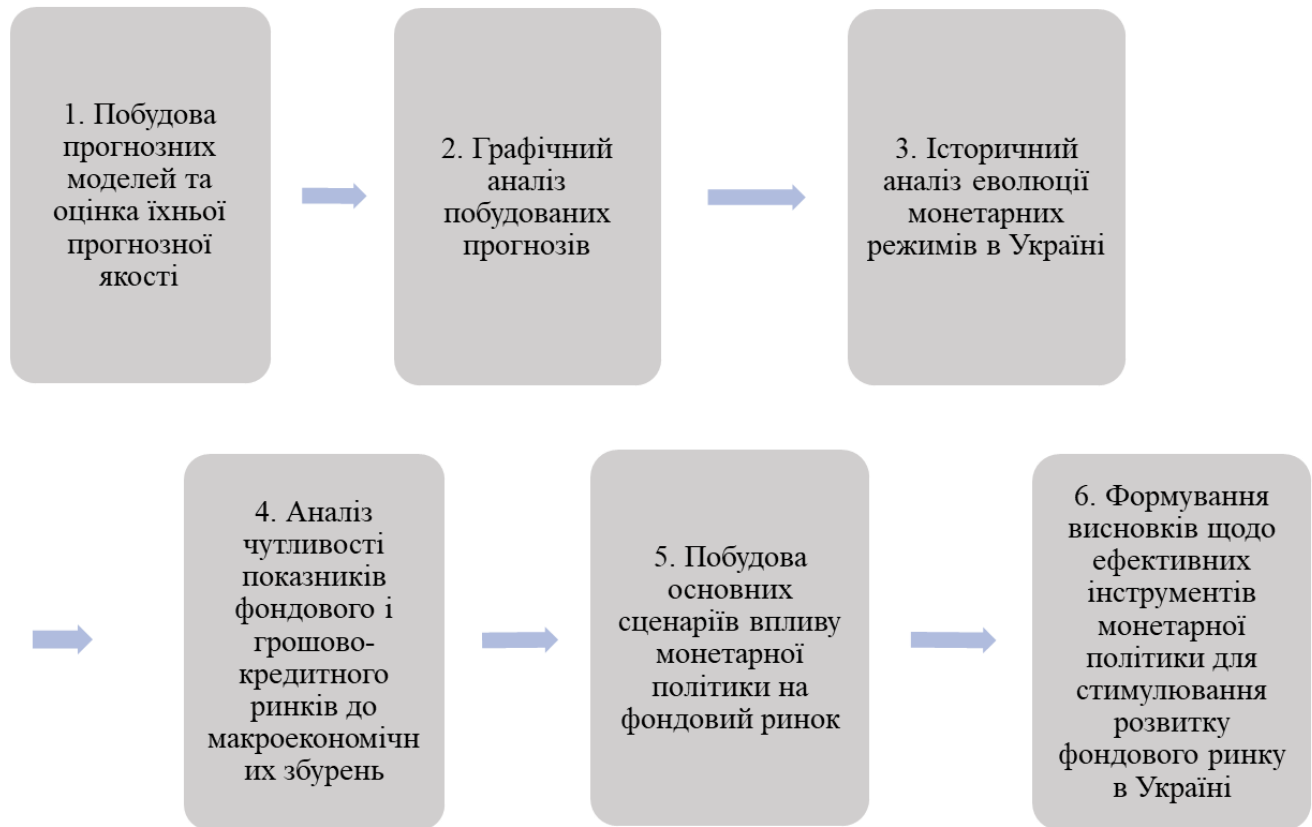 1. Побудова
прогнозних
моделей та
оцінка їхньої
прогнозної
якості
2. Графічний
аналіз
побудованих
прогнозів
3. Історичний
аналіз еволюції
монетарних
режимів в Україні
4. Аналіз
чутливості
показників
фондового і
грошово-
кредитного
ринків до
макроекономічн
их збурень
5. Побудова
основних
сценаріїв впливу
монетарної
політики на
фондовий ринок
6. Формування
висновків щодо
ефективних
інструментів
монетарної
політики для
стимулювання
розвитку
фондового ринку
в Україні